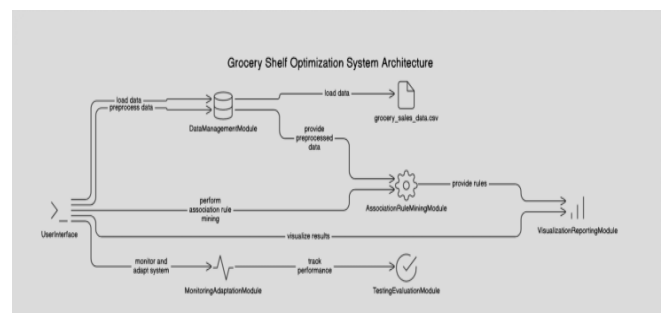 Grocery Shelf Optimization System Architecture
load data
preprocess data
load data
DataManagementModule
grocery_sales_data.csv
provide
preprocessed
data
perform
association rule
mining
AssociationRuleMiningModule
provide rules
UserInterface
visualize results
VisualizationReportingModule
monitor and
adapt system
track
performance
MonitoringAdaptationModule
TestingEvaluationModule